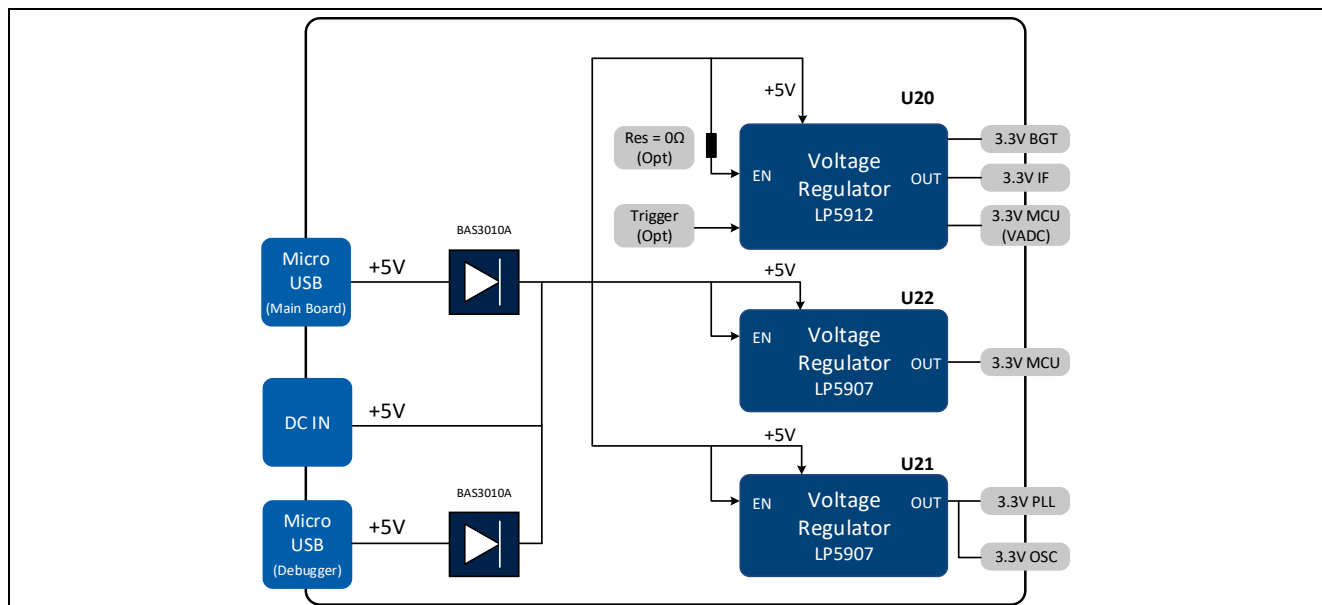 +5V
U20
Res = 0Ω
(Opt)
EN
Voltage
Regulator
LP5912
OUT
3.3V BGT
3.3V IF
3.3V MCU
(VADC)
Trigger
(Opt)
Micro
USB
(Main Board)
+5V
BAS3010A
+5V
U22
EN
Voltage
Regulator
LP5907
OUT
3.3V MCU
DC IN
+5V
+5V
U21
EN
Voltage
Regulator
LP5907
OUT
3.3V PLL
3.3V OSC
Micro
USB
(Debugger)
+5V
BAS3010A